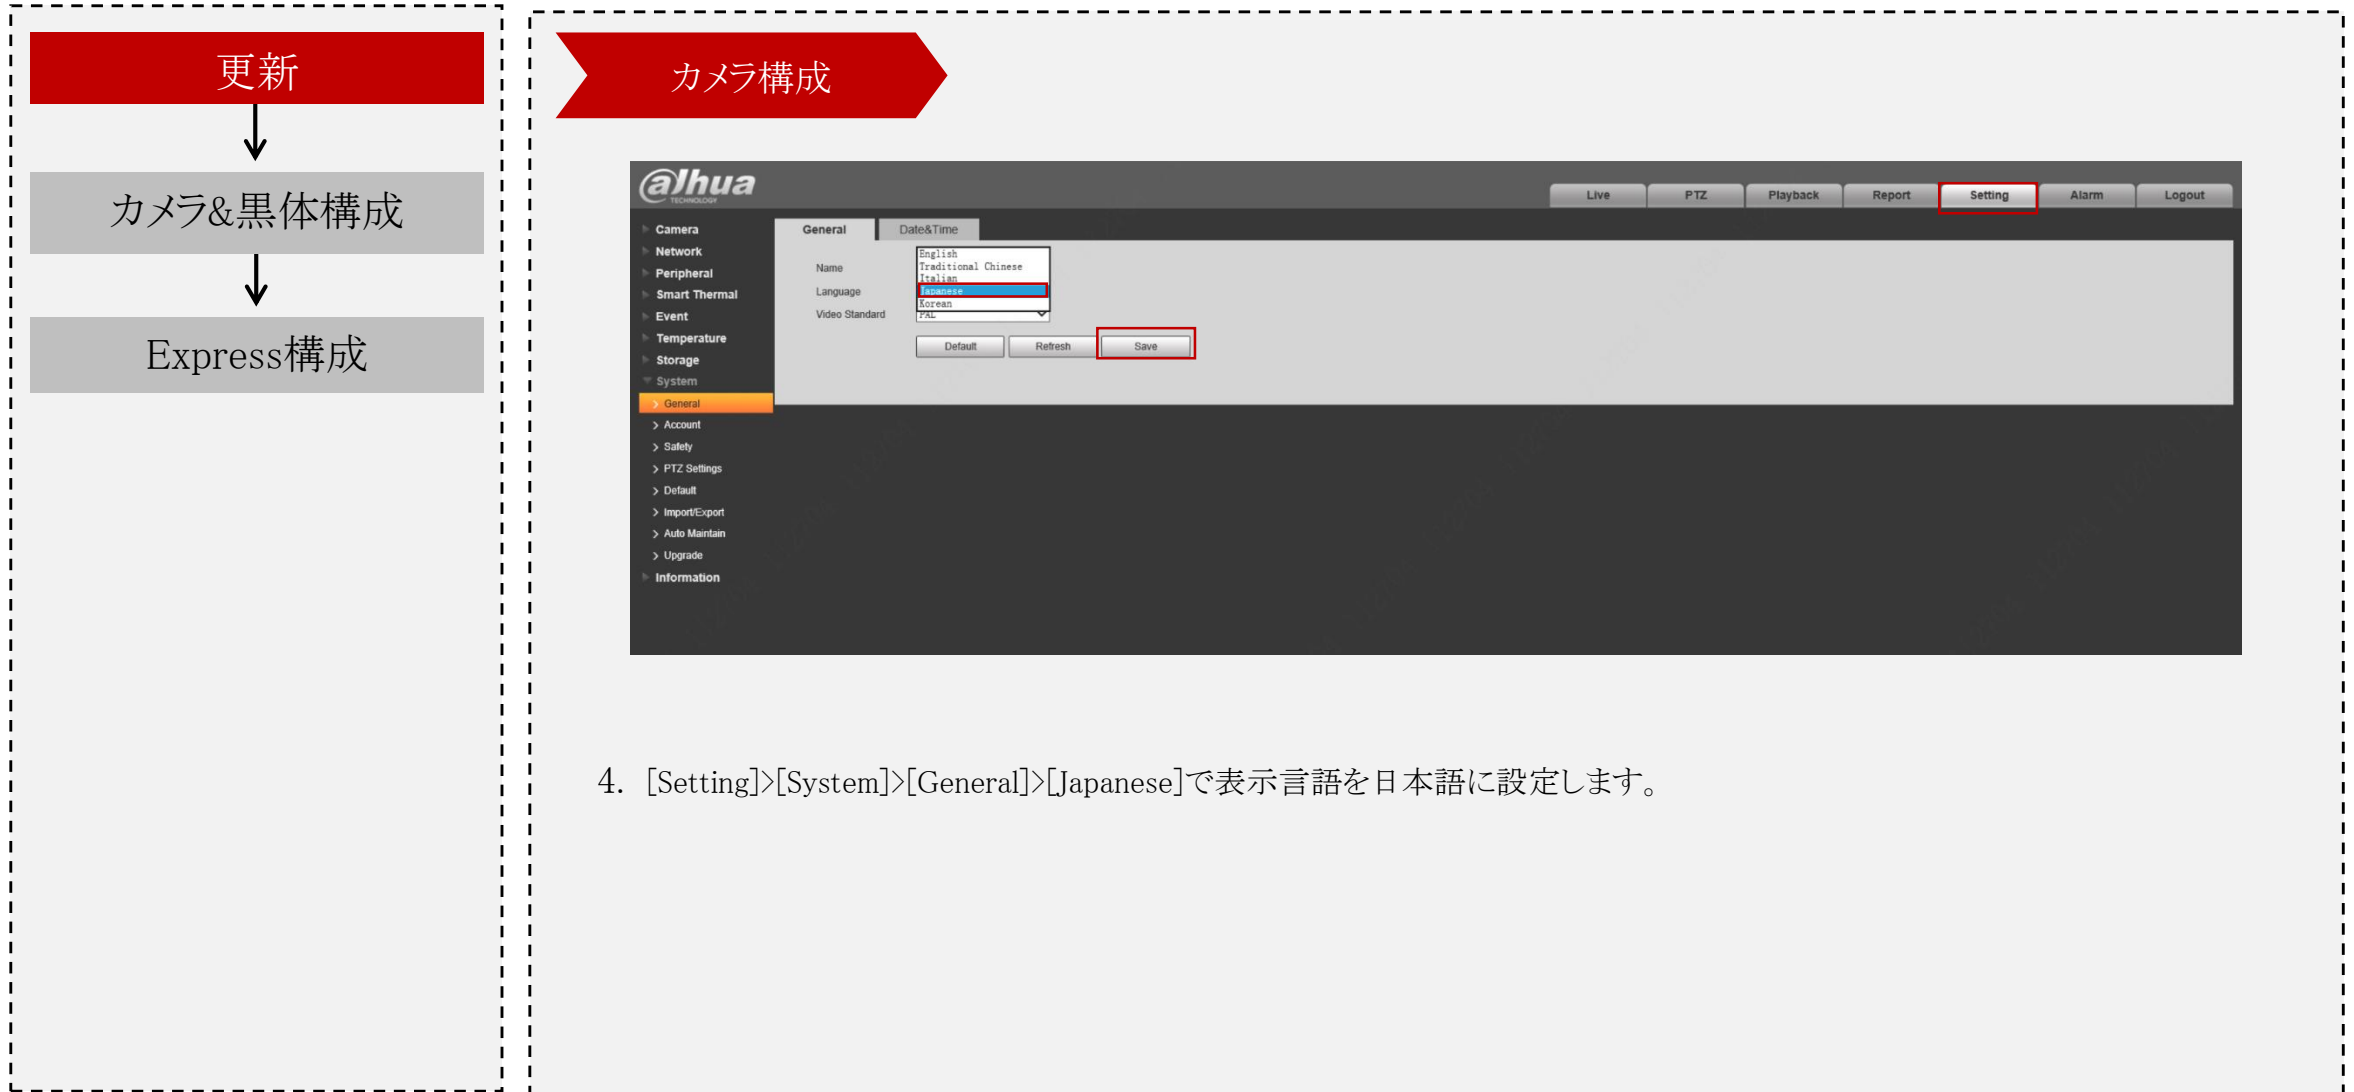 更新
カメラ&黒体構成
Express構成
カメラ構成
alhua
TECHNOLOGY
Live PTZ Playback Report Setting Alarm Logout
Camera
Network
Peripheral
Smart Thermal
Event
Temperature
Storage
System
General
Account
Safety
PTZ Settings
Default
Import/Export
Auto Maintain
Upgrade
Information
General Date&Time
Name
Language
Video Standard
English
Traditional Chinese
Italian
Japanese
Korean
PAL
Default Refresh Save
4. [Setting]>[System]>[General]>[Japanese]で表示言語を日本語に設定します。